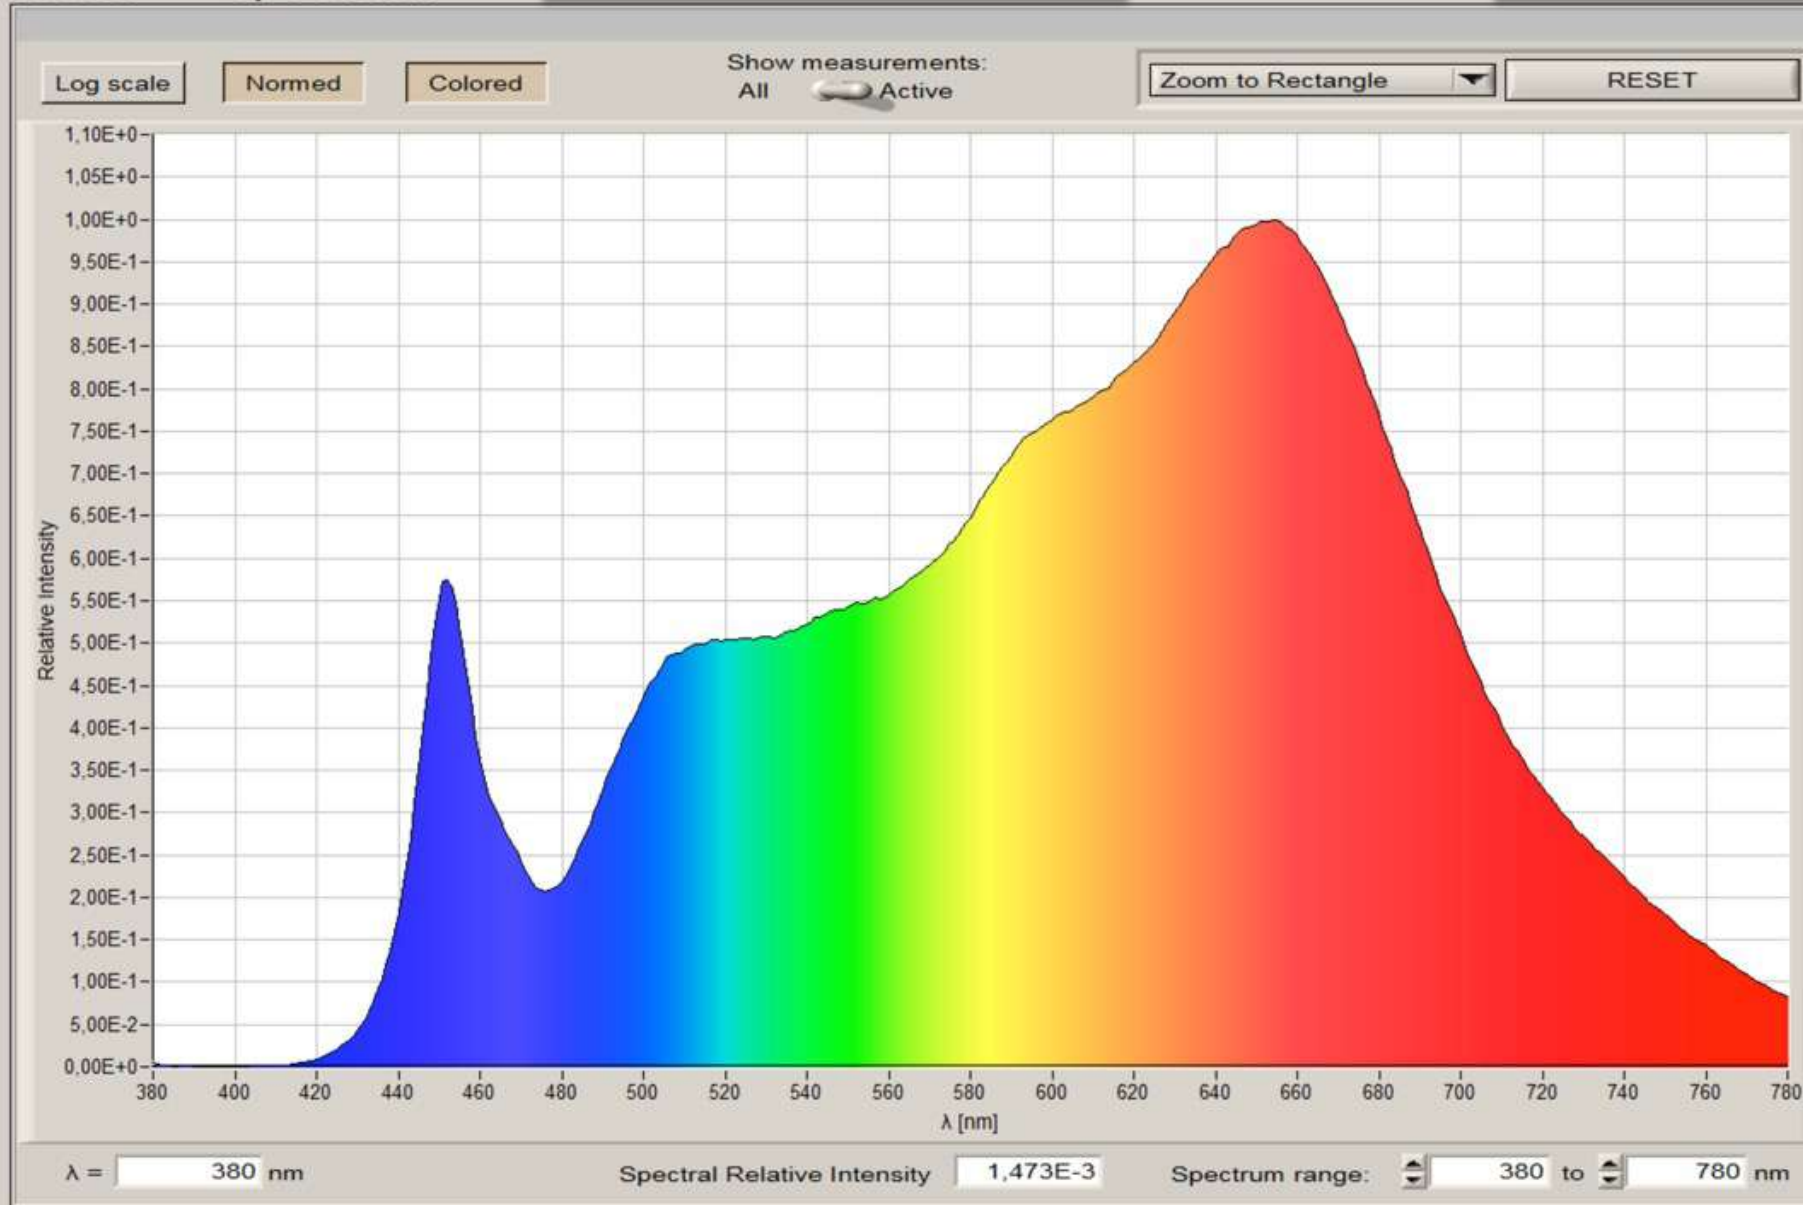 Show measurements:
Log scale Normed Colored All Active Zoom to Rectangle RESET
1,10E+0
1,05E+0
1,00E+0
9,50E-1
9,00E-1
8,50E-1
8,00E-1
7,50E-1
7,00E-1
6,50E-1
6,00E-1
5,50E-1
5,00E-1
4,50E-1
4,00E-1
3,50E-1
3,00E-1
2,50E-1
2,00E-1
1,50E-1
1,00E-1
5,00E-2
0,00E+0
Relative Intensity
380 400 420 440 460 480 500 520 540 560 580 600 620 640 660 680 700 720 740 760 780
λ [nm]
λ = 380 nm Spectral Relative Intensity 1,473E-3 Spectrum range: 380 to 780 nm